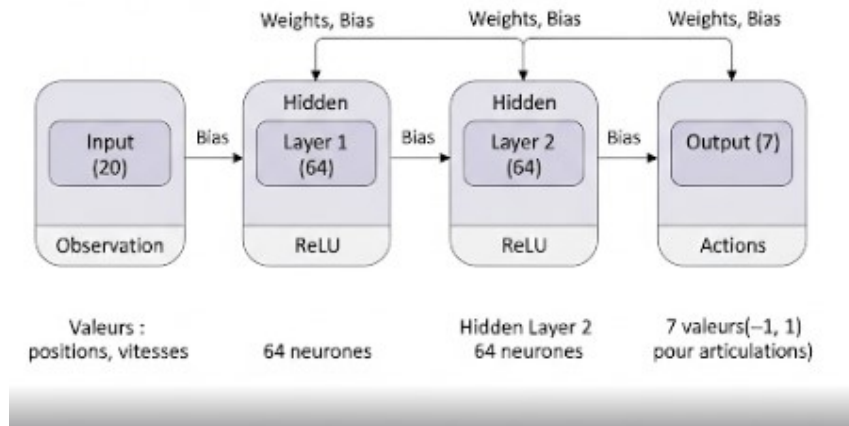 Weights, Bias
Weights, Bias
Weights, Bias
Input
(20)
Observation
Bias
Hidden
Layer 1
(64)
ReLU
Bias
Hidden
Layer 2
(64)
ReLU
Bias
Output (7)
Actions
Valeurs :
positions, vitesses
64 neurones
Hidden Layer 2
64 neurones
7 valeurs(−1, 1)
pour articulations)